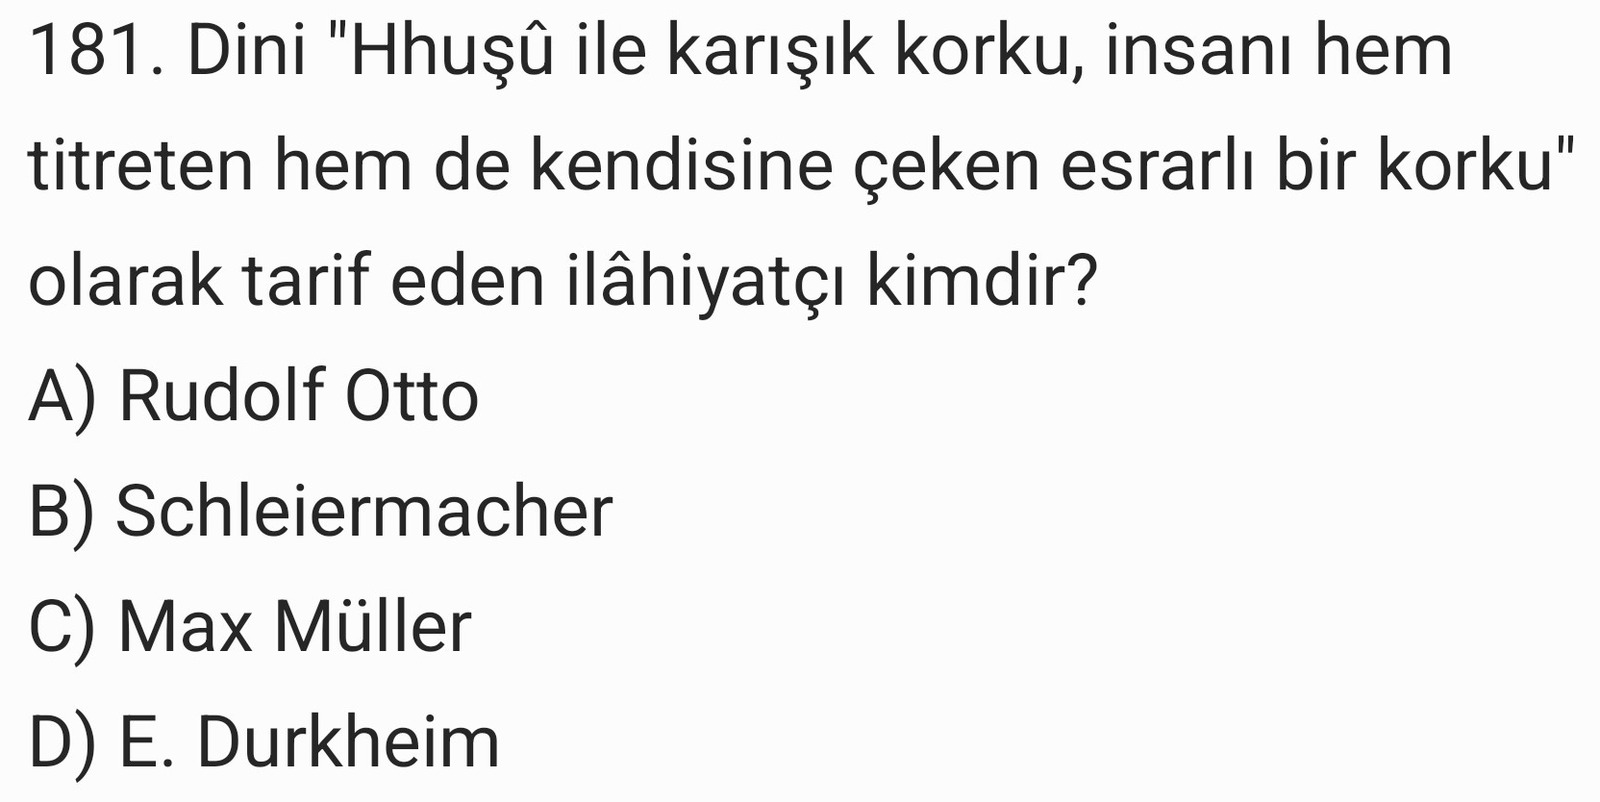 181. Dini "Hhuşû ile karışık korku, insanı hem
titreten hem de kendisine çeken esrarlı bir korku"
olarak tarif eden ilâhiyatçı kimdir?
A) Rudolf Otto
B) Schleiermacher
C) Max Müller
D) E. Durkheim